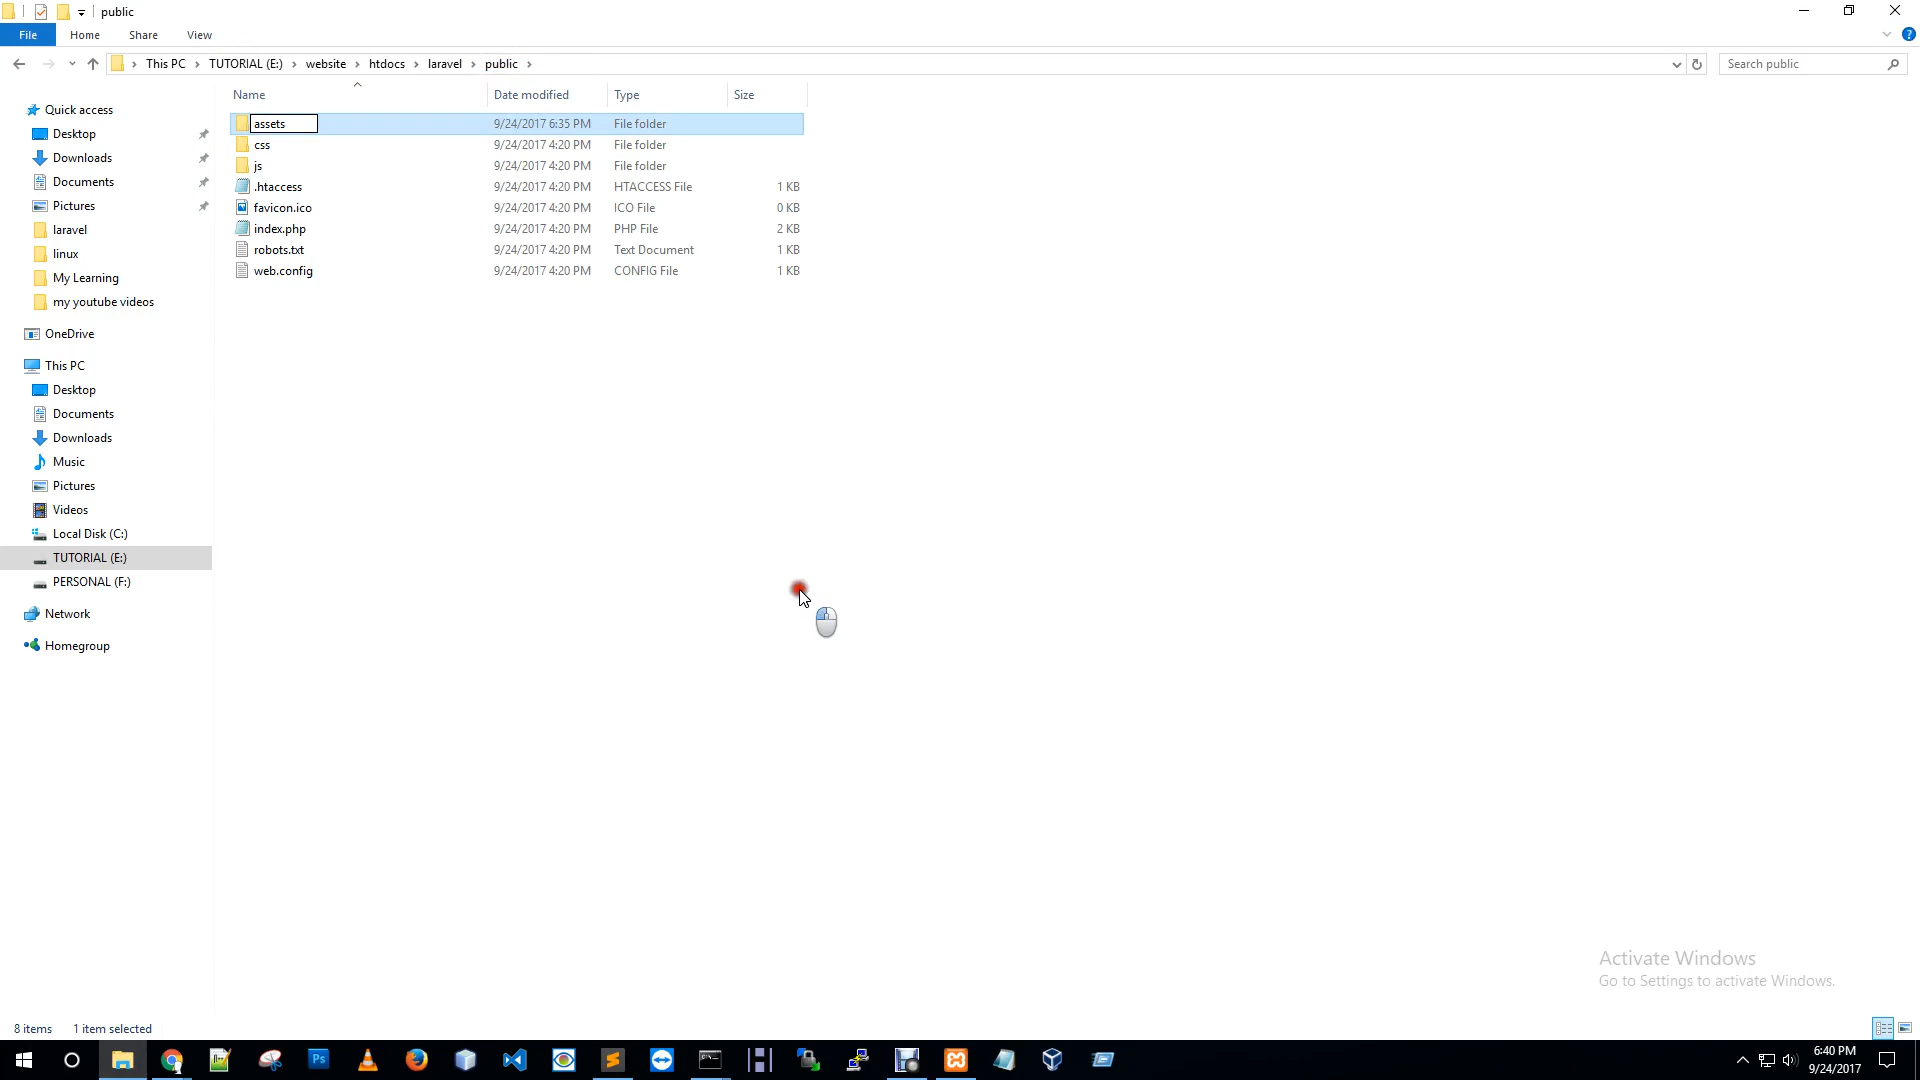 public
File Home Share View
This PC TUTORIAL (E:) website htdocs laravel public Search public
Name Date modified Type Size
Quick access
Desktop
Downloads
Documents
Pictures
laravel
linux
My Learning
my youtube videos
OneDrive
This PC
Desktop
Documents
Downloads
Music
Pictures
Videos
Local Disk (C:)
TUTORIAL (E:)
PERSONAL (F:)
Network
Homegroup
assets 9/24/2017 6:35 PM File folder
css 9/24/2017 4:20 PM File folder
js 9/24/2017 4:20 PM File folder
.htaccess 9/24/2017 4:20 PM HTACCESS File 1 KB
favicon.ico 9/24/2017 4:20 PM ICO File 0 KB
index.php 9/24/2017 4:20 PM PHP File 2 KB
robots.txt 9/24/2017 4:20 PM Text Document 1 KB
web.config 9/24/2017 4:20 PM CONFIG File 1 KB
Activate Windows
Go to Settings to activate Windows.
8 items 1 item selected
Ps
6:40 PM
9/24/2017